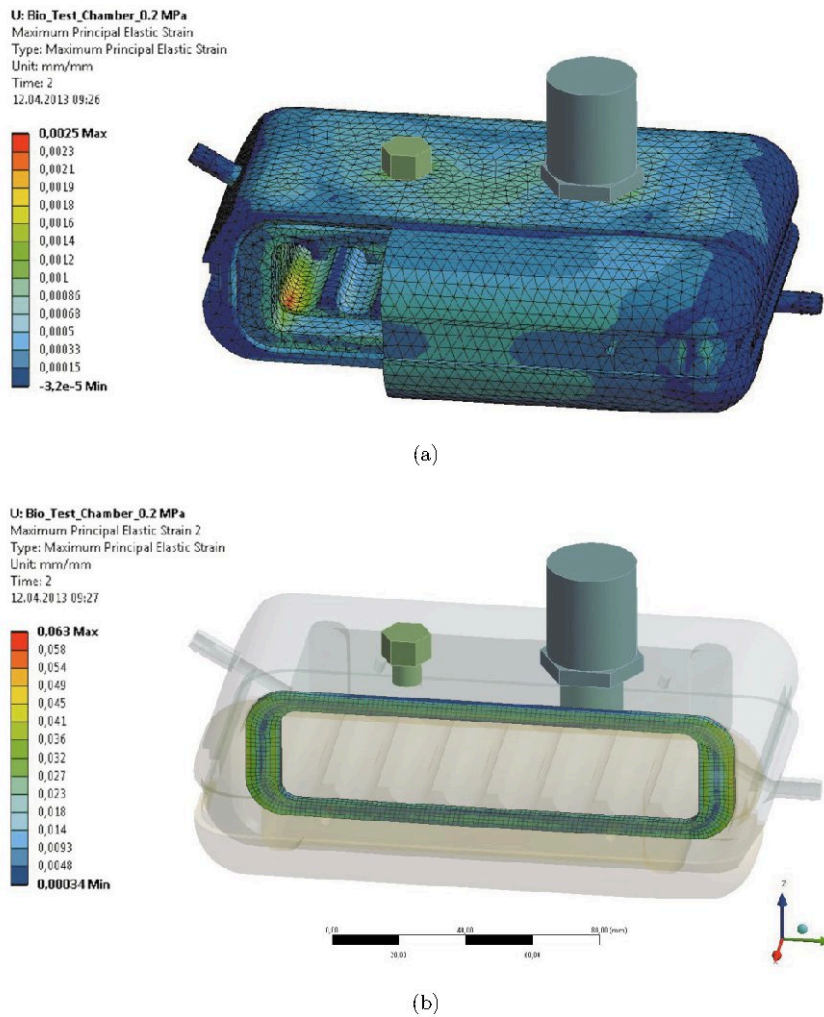 U: Bio_Test_Chamber_0.2 MPa
Maximum Principal Elastic Strain
Type: Maximum Principal Elastic Strain
Unit: mm/mm
Time: 2
12.04.2013 09:26
0,0025 Max
0,0023
0,0021
0,0019
0,0018
0,0016
0,0014
0,0012
0,001
0,00086
0,00068
0,0005
0,00033
0,00015
-3,2e-5 Min
(a)
U: Bio_Test_Chamber_0.2 MPa
Maximum Principal Elastic Strain 2
Type: Maximum Principal Elastic Strain
Unit: mm/mm
Time: 2
12.04.2013 09:27
0,063 Max
0,058
0,054
0,049
0,045
0,041
0,036
0,032
0,027
0,023
0,018
0,014
0,0093
0,0048
0,00034 Min
0,00 40,00 80,00 (mm)
20,00 60,00
Z
X
(b)